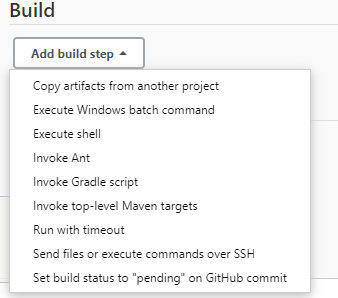 Build
Add build step
Copy artifacts from another project
Execute Windows batch command
Execute shell
Invoke Ant
Invoke Gradle script
Invoke top-level Maven targets
Run with timeout
Send files or execute commands over SSH
Set build status to "pending" on GitHub commit